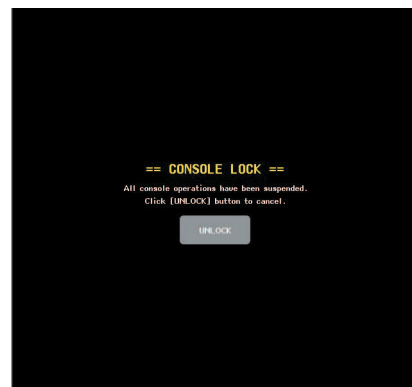 == CONSOLE LOCK ==
All console operations have been suspended.
Click [UNLOCK] button to cancel.
UNLOCK